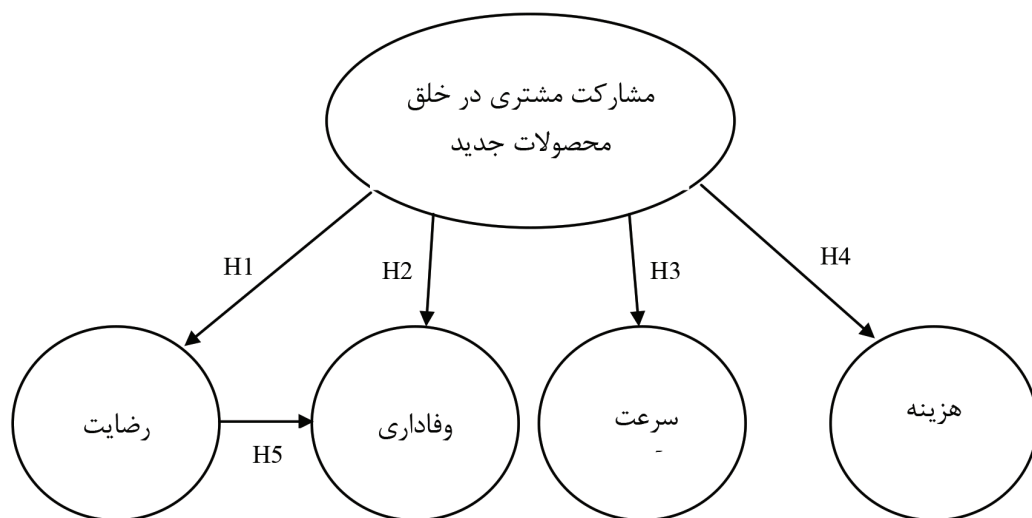 مشارکت مشتری در خلق
محصولات جدید
H1
H2
H3
H4
رضایت
وفاداری
سرعت
هزینه
H5